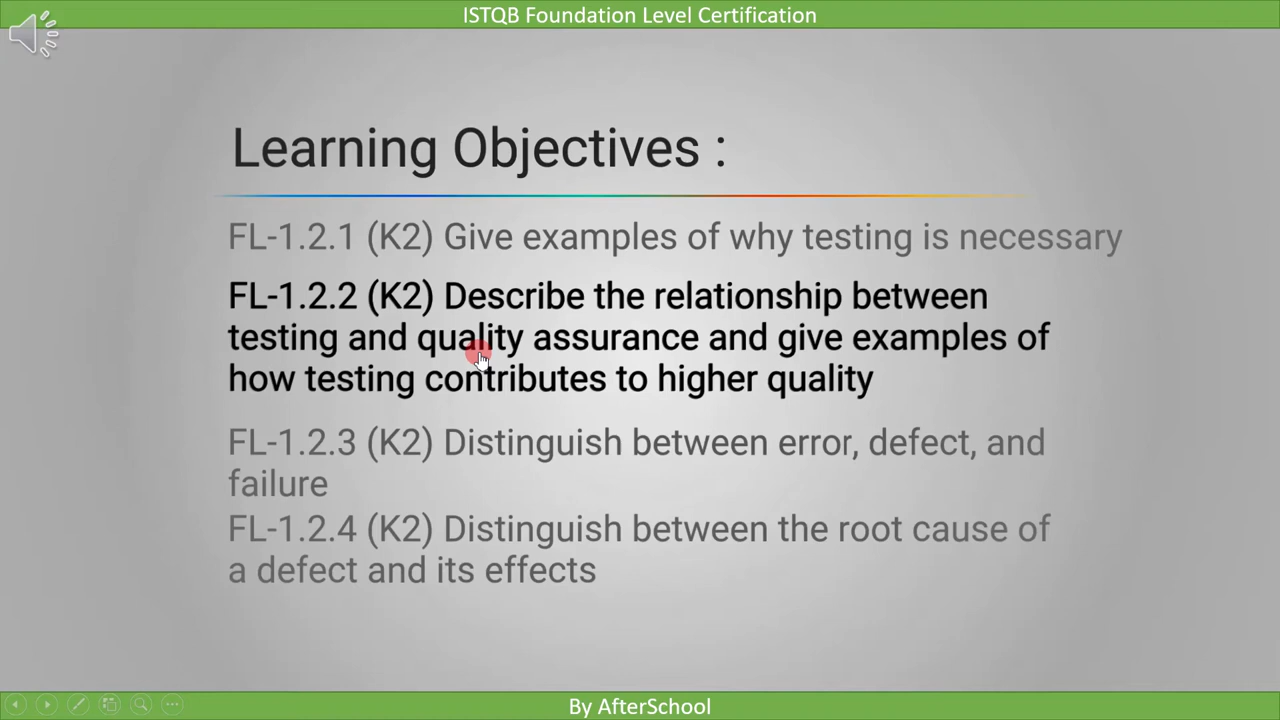 ISTQB Foundation Level Certification
Learning Objectives :
FL-1.2.1 (K2) Give examples of why testing is necessary
FL-1.2.2 (K2) Describe the relationship between
testing and quality assurance and give examples of
how testing contributes to higher quality
FL-1.2.3 (K2) Distinguish between error, defect, and
failure
FL-1.2.4 (K2) Distinguish between the root cause of
a defect and its effects
By AfterSchool